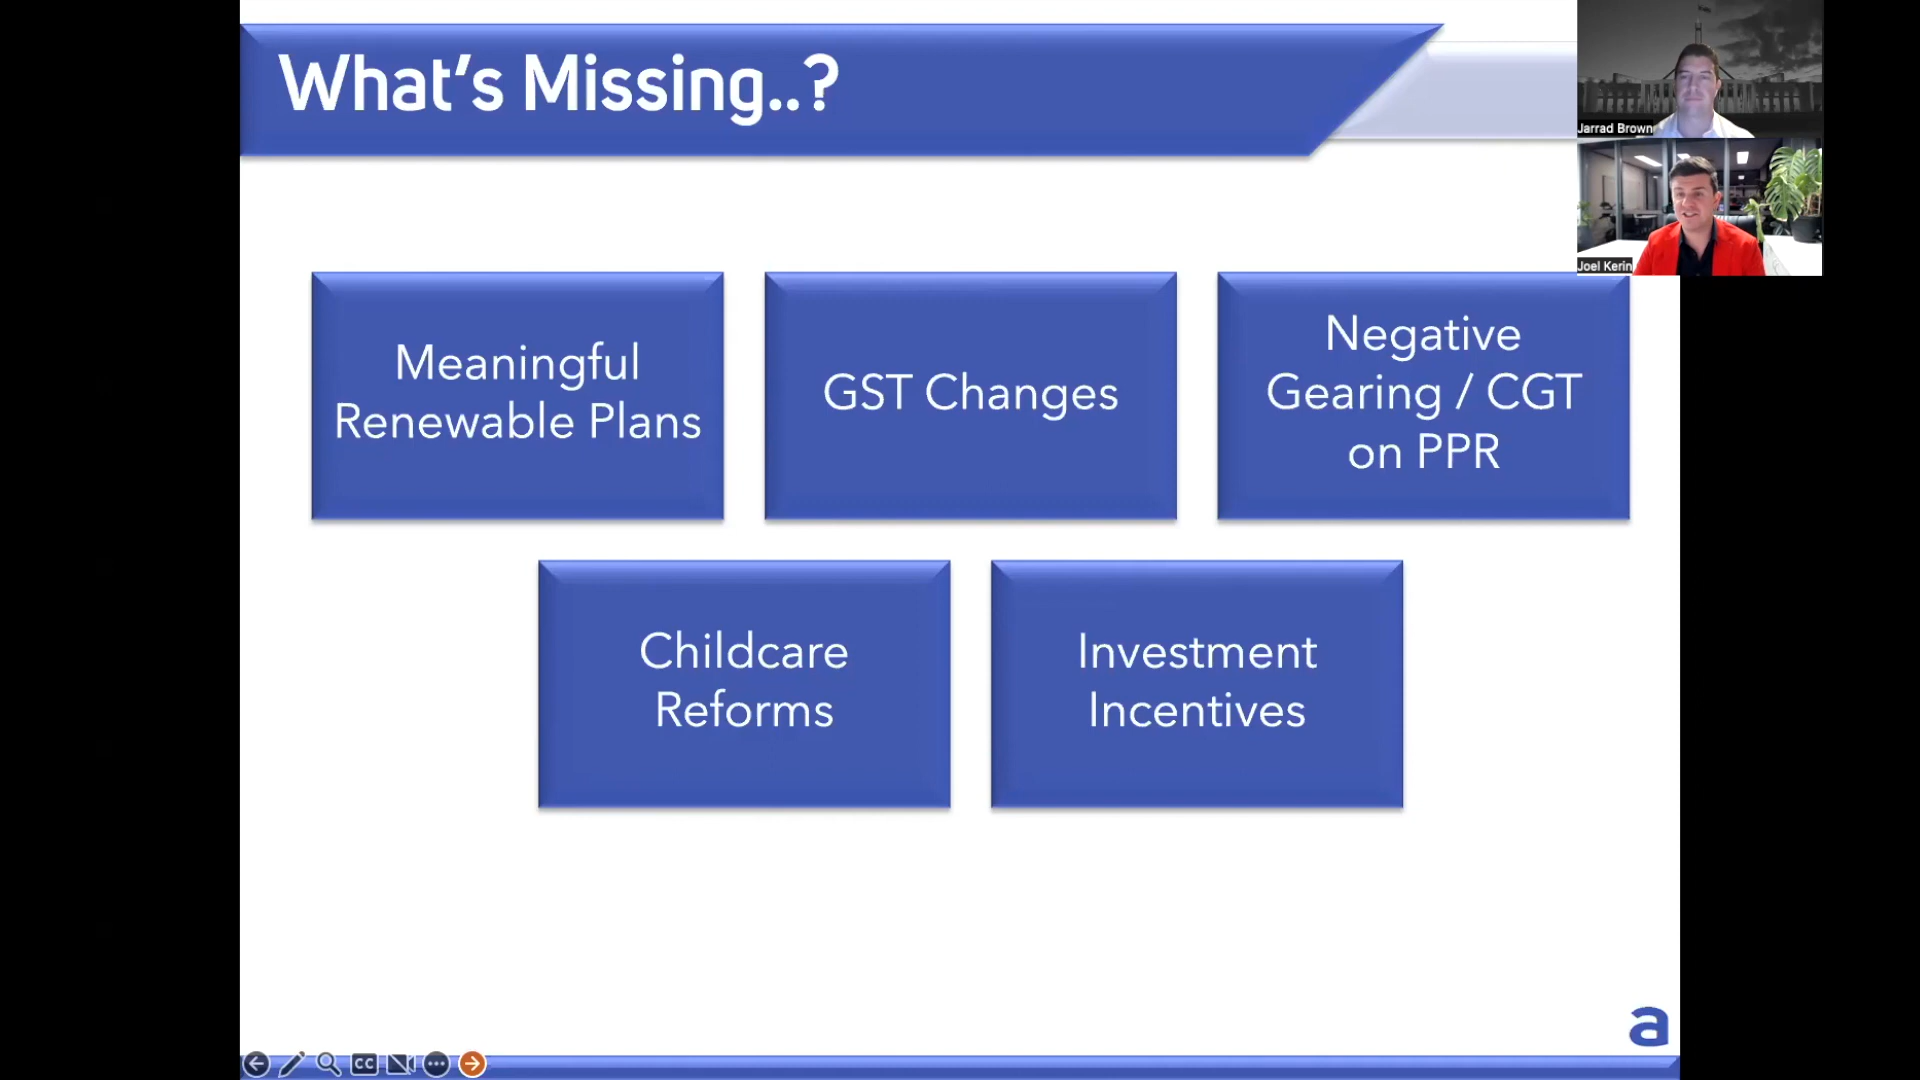 What's Missing..?
Jarrad Brown
Joel Kerin
Meaningful
Renewable Plans
GST Changes
Negative
Gearing / CGT
on PPR
Childcare
Reforms
Investment
Incentives
a
CC